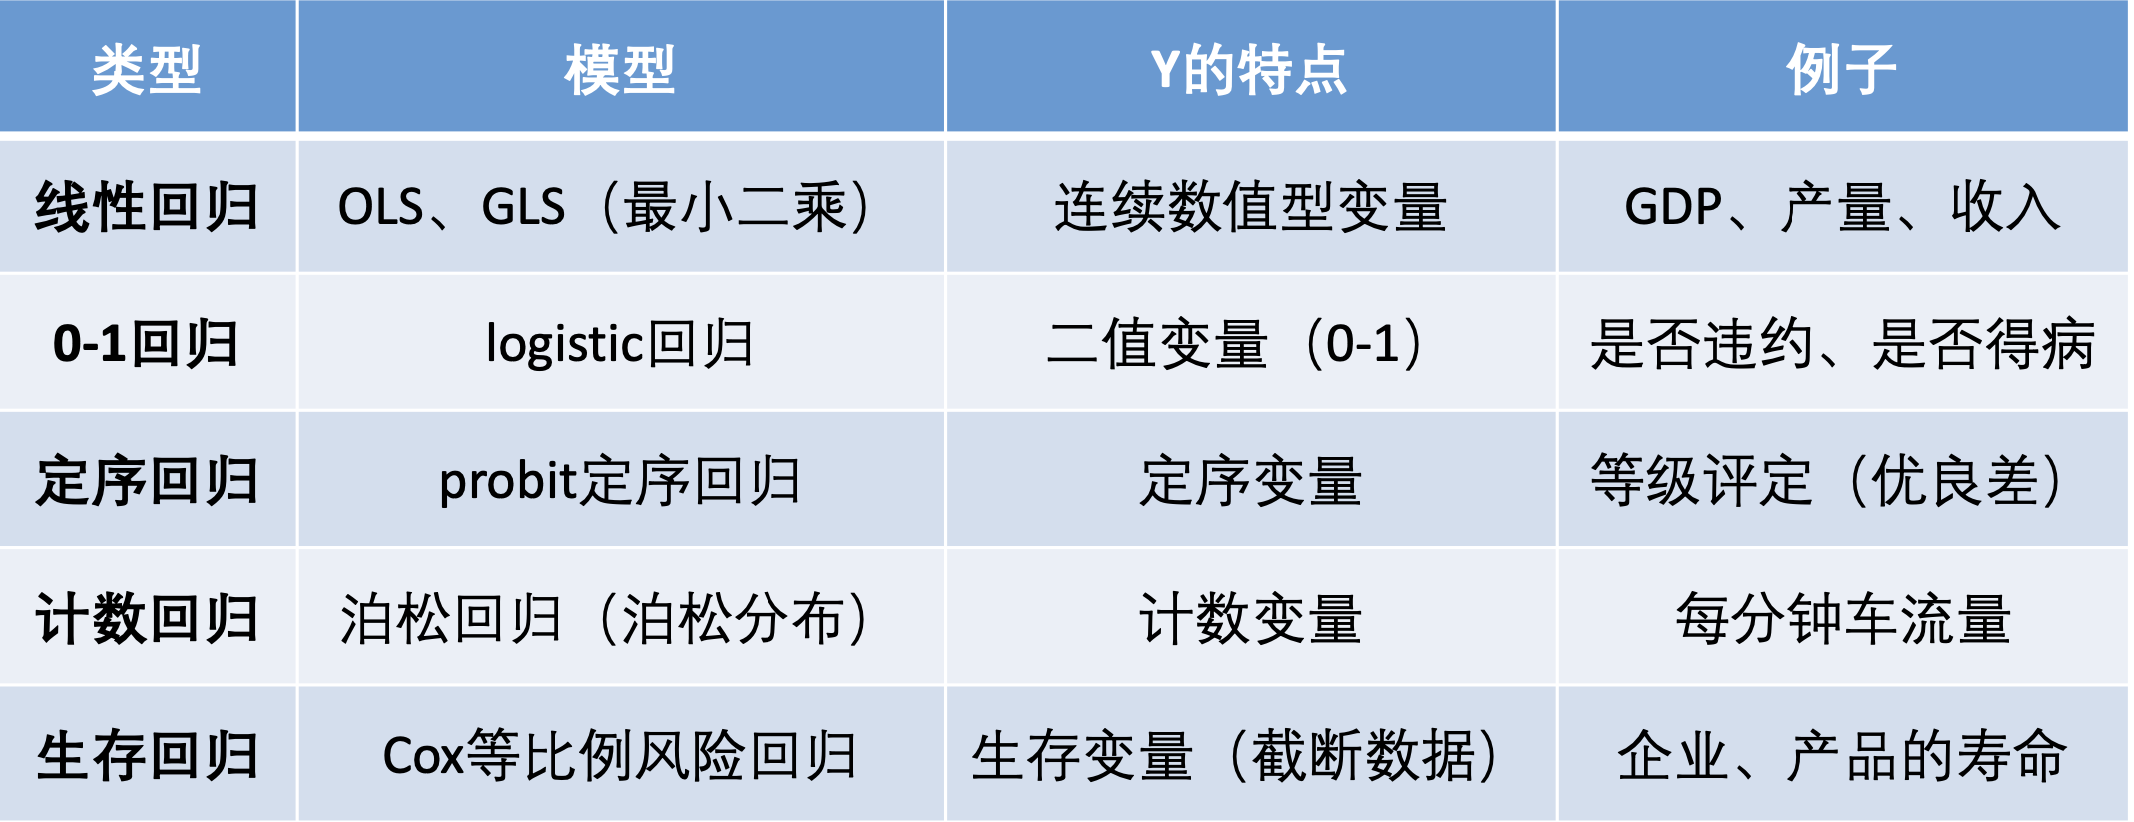 类型 模型 Y的特点 例子
线性回归 OLS、GLS（最小二乘） 连续数值型变量 GDP、产量、收入
0-1回归 logistic回归 二值变量（0-1） 是否违约、是否得病
定序回归 probit定序回归 定序变量 等级评定（优良差）
计数回归 泊松回归（泊松分布） 计数变量 每分钟车流量
生存回归 Cox等比例风险回归 生存变量（截断数据） 企业、产品的寿命